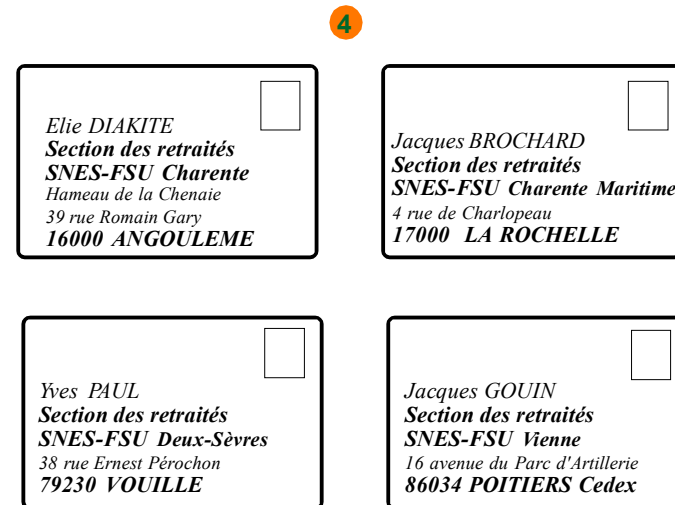 4
Elie DIAKITE
Section des retraités
SNES-FSU Charente
Hameau de la Chenaie
39 rue Romain Gary
16000 ANGOULEME
Jacques BROCHARD
Section des retraités
SNES-FSU Charente Maritime
4 rue de Charlopeau
17000 LA ROCHELLE
Yves PAUL
Section des retraités
SNES-FSU Deux-Sèvres
38 rue Ernest Pérochon
79230 VOUILLE
Jacques GOUIN
Section des retraités
SNES-FSU Vienne
16 avenue du Parc d'Artillerie
86034 POITIERS Cedex